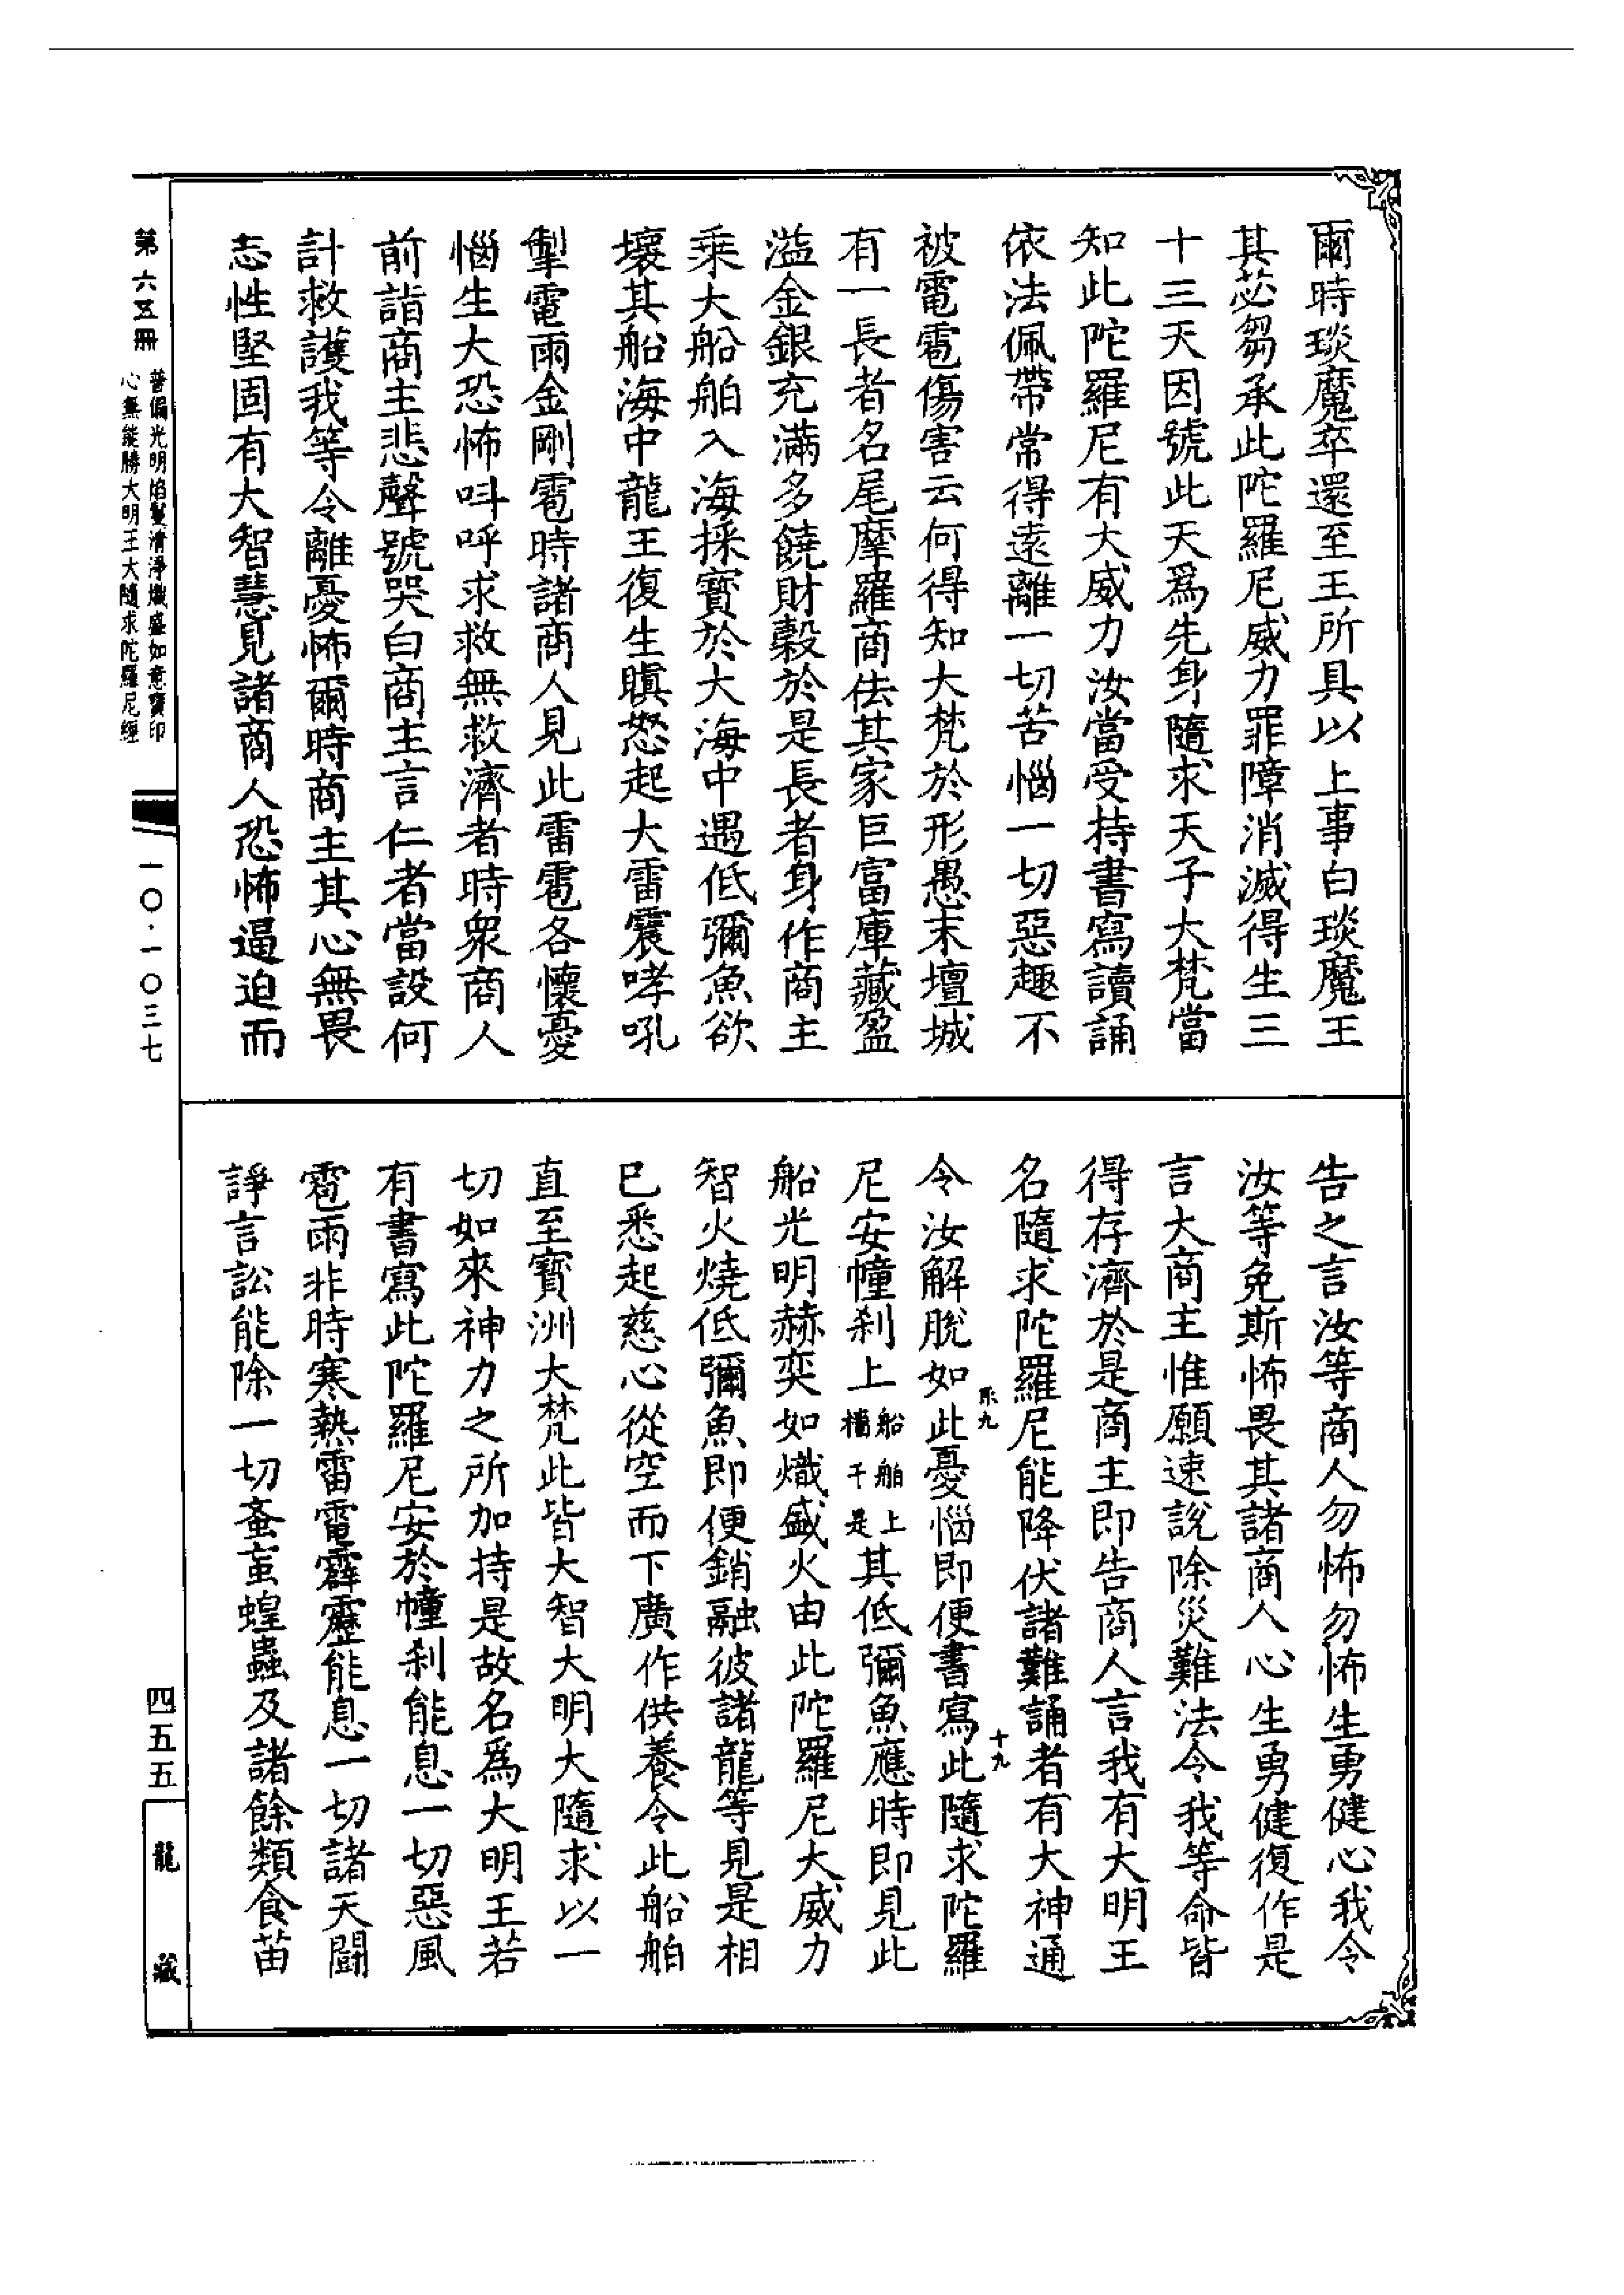 爾時琰魔卒還至王所具以上事白琰魔王
其苾芻承此陀羅尼威力罪障消滅得生三
十三天因號此天爲先身隨求天子大梵當
知此陀羅尼有大威力汝當受持書寫讀誦
依法佩帶常得遠離一切苦惱一切惡趣不
被電雹傷害云何得知大梵於形愚末壇城
有一長者名尾摩羅商佉其家巨富庫藏盈
溢金銀充滿多饒財穀於是長者身作商主
乘大船舶入海採寶於大海中遇低彌魚欲
壞其船海中龍王復生瞋怒起大雷震哮吼
掣電雨金剛雹時諸商人見此雷雹各懷憂
惱生大恐怖呌呼求救無救濟者時衆商人
前詣商主悲聲號哭白商主言仁者當設何
計救護我等令離憂怖爾時商主其心無畏
志性堅固有大智慧見諸商人恐怖逼迫而
告之言汝等商人勿怖勿怖生勇健心我令
汝等免斯怖畏其諸商人心生勇健復作是
言大商主惟願速說除災難法令我等命皆
得存濟於是商主即告商人言我有大明王
名隨求陀羅尼能降伏諸難調者有大神通
令汝解脫如此憂惱即便書寫此隨求陀羅
尼安幢刹上船舶上檣干是其低彌魚應時即見此
船光明赫奕如熾盛火由此陀羅尼大威力
智火燒低彌魚即便銷融彼諸龍等見是相
已悉起慈心從空而下廣作供養令此船舶
直至寶洲大梵此皆大智大明大隨求以一
切如來神力之所加持是故名爲大明王若
有書寫此陀羅尼安於幢刹能息一切惡風
雹雨非時寒熱雷電霹靂能息一切諸天鬬
諍言訟能除一切蚤䖟蝗蟲及諸餘類食苗
十九
第六五冊
普徧光明焰鬘清淨熾盛如意寶印
心無能勝大明王大隨求陀羅尼經
一〇·一〇三七
四五五
龍藏